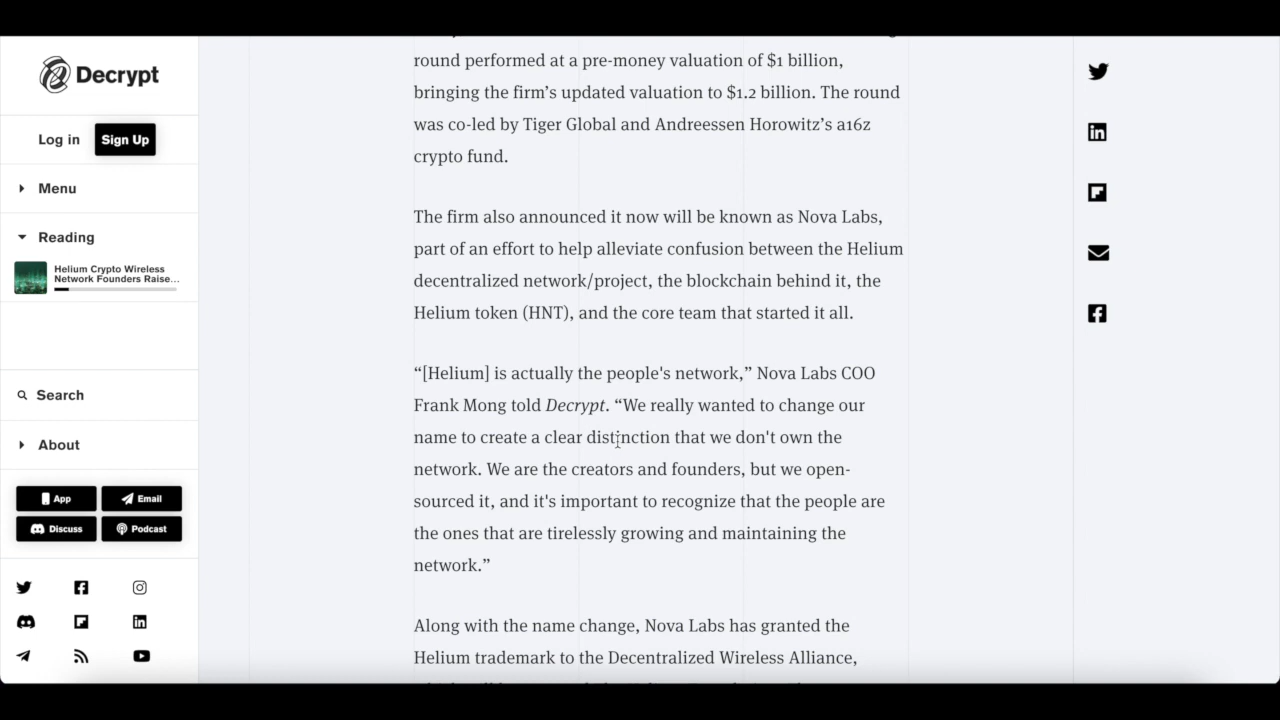 Decrypt
Log in
Sign Up
Menu
Reading
Helium Crypto Wireless
Network Founders Raise...
Search
About
App
Email
Discuss
Podcast
round performed at a pre-money valuation of $1 billion,
bringing the firm’s updated valuation to $1.2 billion. The round
was co-led by Tiger Global and Andreessen Horowitz’s a16z
crypto fund.
The firm also announced it now will be known as Nova Labs,
part of an effort to help alleviate confusion between the Helium
decentralized network/project, the blockchain behind it, the
Helium token (HNT), and the core team that started it all.
“[Helium] is actually the people's network,” Nova Labs COO
Frank Mong told Decrypt. “We really wanted to change our
name to create a clear distinction that we don't own the
network. We are the creators and founders, but we open-
sourced it, and it's important to recognize that the people are
the ones that are tirelessly growing and maintaining the
network.”
Along with the name change, Nova Labs has granted the
Helium trademark to the Decentralized Wireless Alliance,